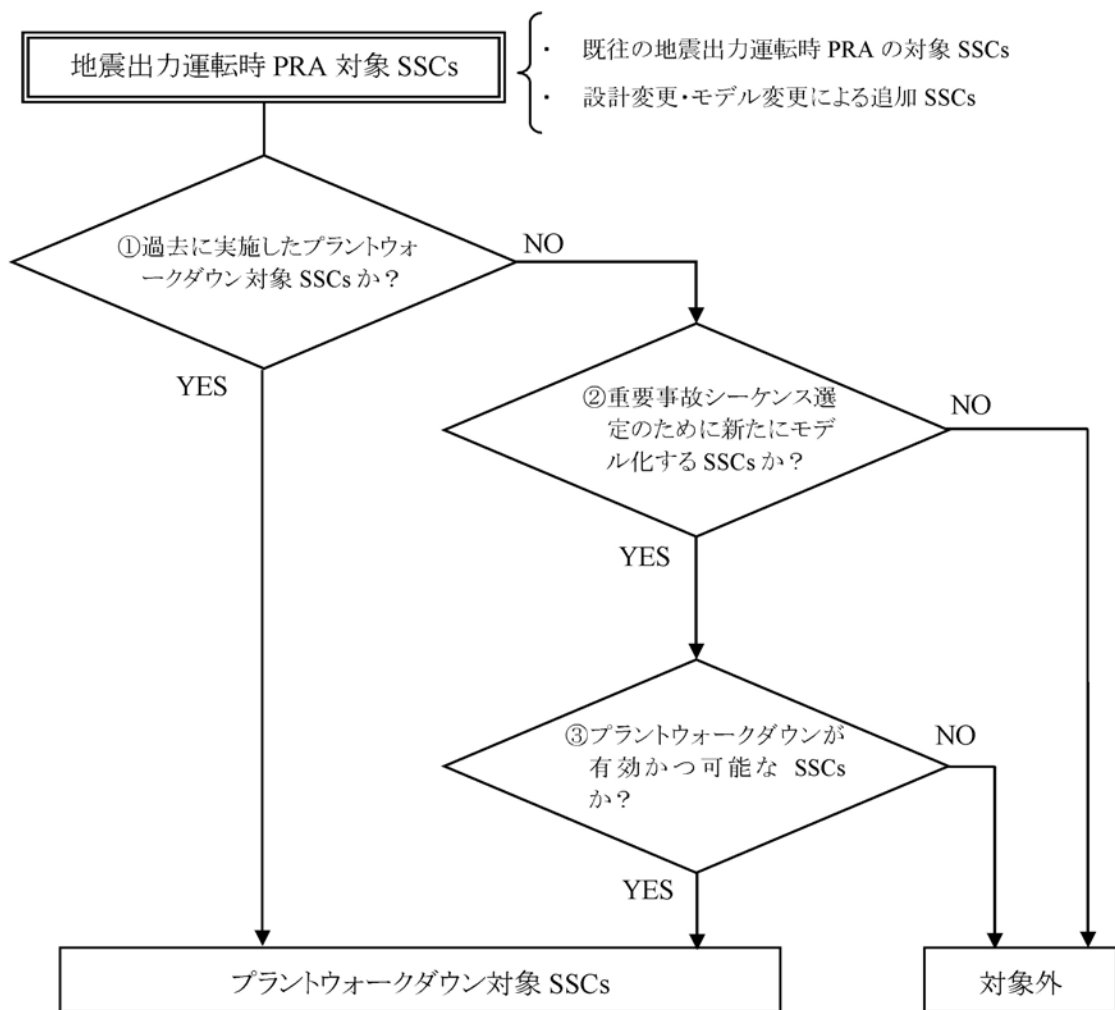 地震出力運転時 PRA 対象 SSCs
・ 既往の地震出力運転時 PRA の対象 SSCs
・ 設計変更・モデル変更による追加 SSCs
①過去に実施したプラントウォ
ークダウン対象 SSCs か？
NO
YES
②重要事故シーケンス選
定のために新たにモデ
ル化する SSCs か？
NO
YES
③プラントウォークダウンが
有効かつ可能な SSCs
か？
NO
YES
プラントウォークダウン対象 SSCs
対象外